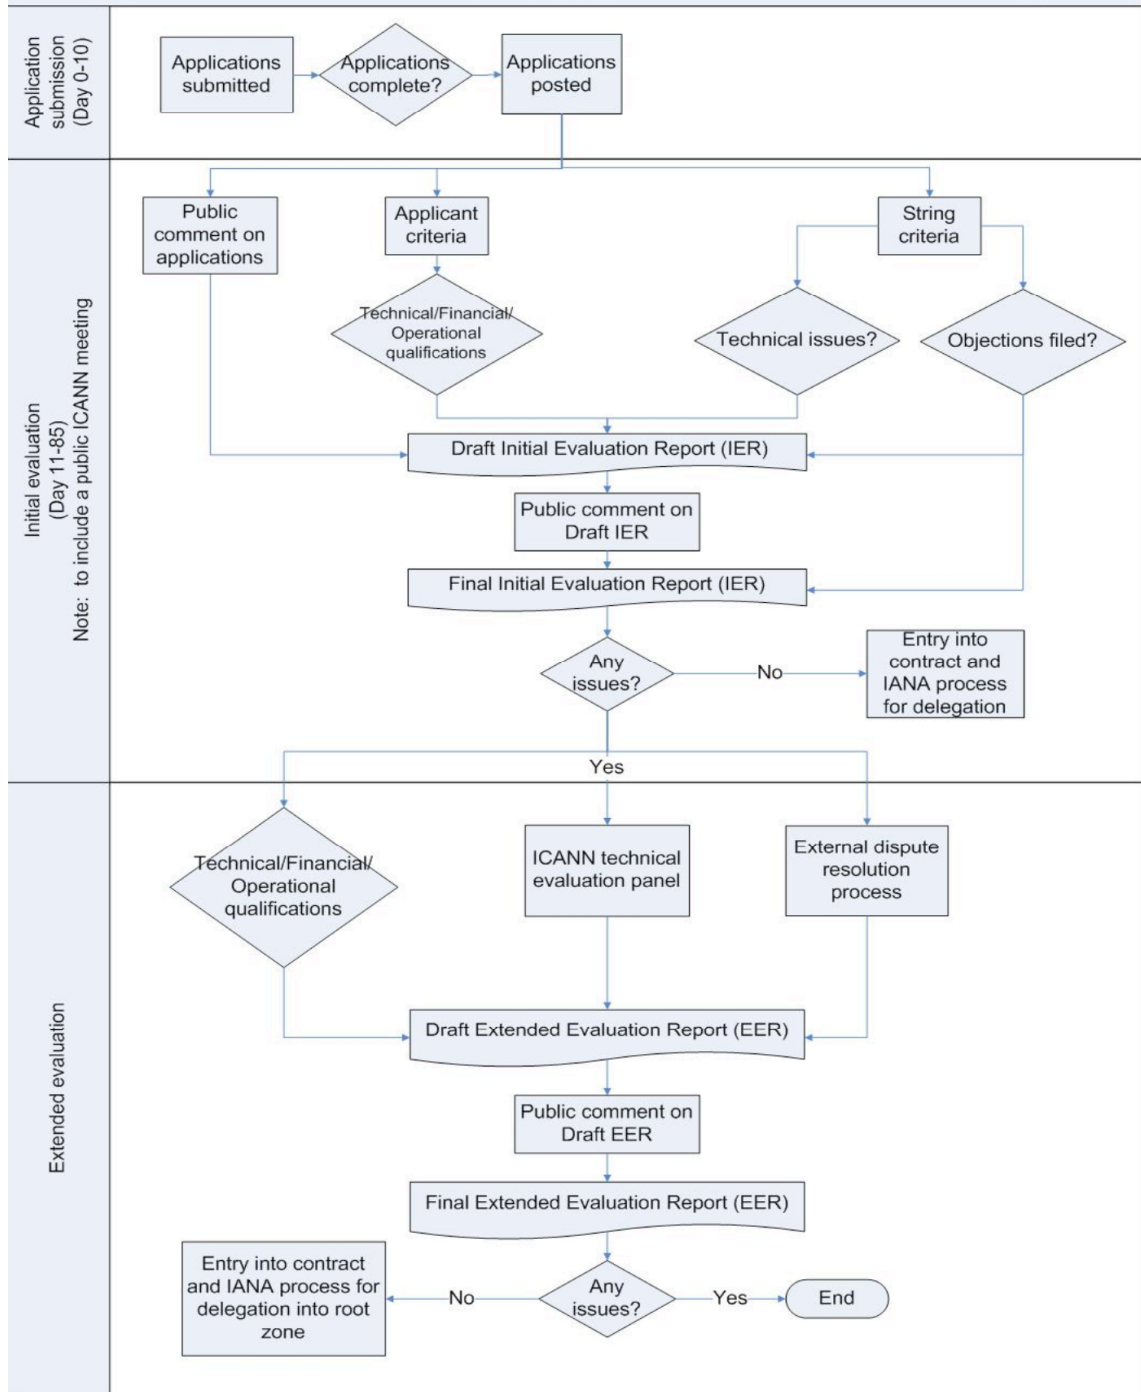 Application
submission
(Day 0-10)
Applications
submitted
Applications
complete?
Applications
posted
Initial evaluation
(Day 11-85)
Note: to include a public ICANN meeting
Public
comment on
applications
Applicant
criteria
String
criteria
Technical/Financial/
Operational
qualifications
Technical issues?
Objections filed?
Draft Initial Evaluation Report (IER)
Public comment on
Draft IER
Final Initial Evaluation Report (IER)
Any
issues?
No
Entry into
contract and
IANA process
for delegation
Yes
Extended evaluation
Technical/Financial/
Operational
qualifications
ICANN technical
evaluation panel
External dispute
resolution
process
Draft Extended Evaluation Report (EER)
Public comment on
Draft EER
Final Extended Evaluation Report (EER)
Entry into contract
and IANA process for
delegation into root
zone
No
Any
issues?
Yes
End